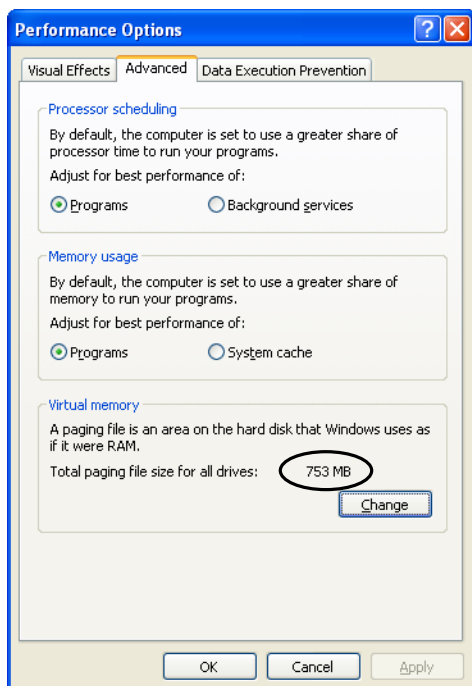 Performance Options
?
X
Visual Effects
Advanced
Data Execution Prevention
Processor scheduling
By default, the computer is set to use a greater share of
processor time to run your programs.
Adjust for best performance of:
Programs
Background services
Memory usage
By default, the computer is set to use a greater share of
memory to run your programs.
Adjust for best performance of:
Programs
System cache
Virtual memory
A paging file is an area on the hard disk that Windows uses as
if it were RAM.
Total paging file size for all drives:
753 MB
Change
OK
Cancel
Apply